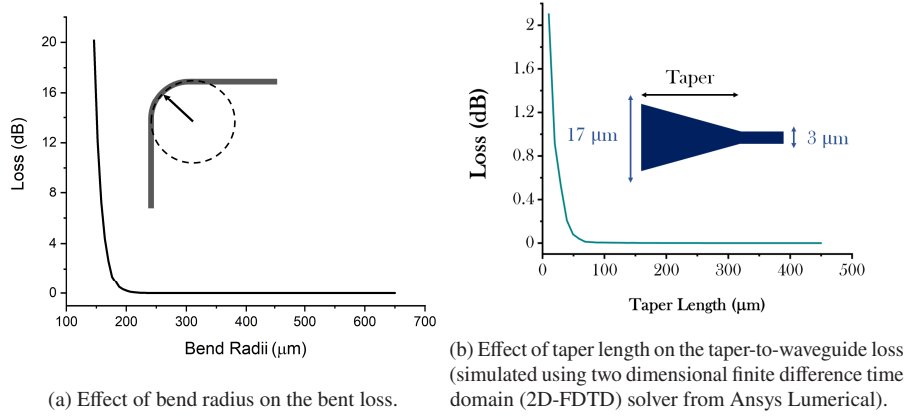 20
16
12
8
4
0
Loss (dB)
100 200 300 400 500 600 700
Bend Radii (μm)
(a) Effect of bend radius on the bent loss.
2
1.6
1.2
0.8
0.4
0
Loss (dB)
Taper
17 μm
3 μm
0 100 200 300 400 500
Taper Length (μm)
(b) Effect of taper length on the taper-to-waveguide loss
(simulated using two dimensional finite difference time
domain (2D-FDTD) solver from Ansys Lumerical).